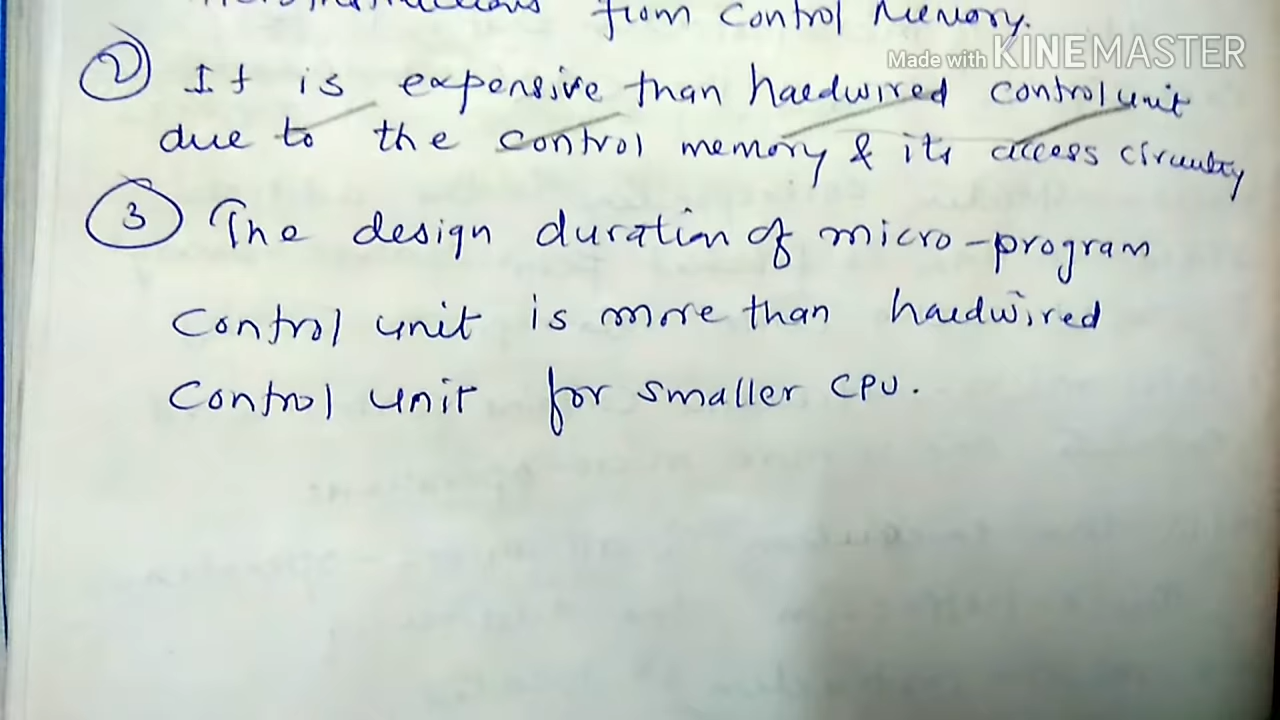 from control Memory.
Made with KINEMASTER
② It is expensive than hardwired control unit
due to the control memory & its access circuitry
③ The design duration of micro-program
control unit is more than hardwired
control unit for smaller CPU.